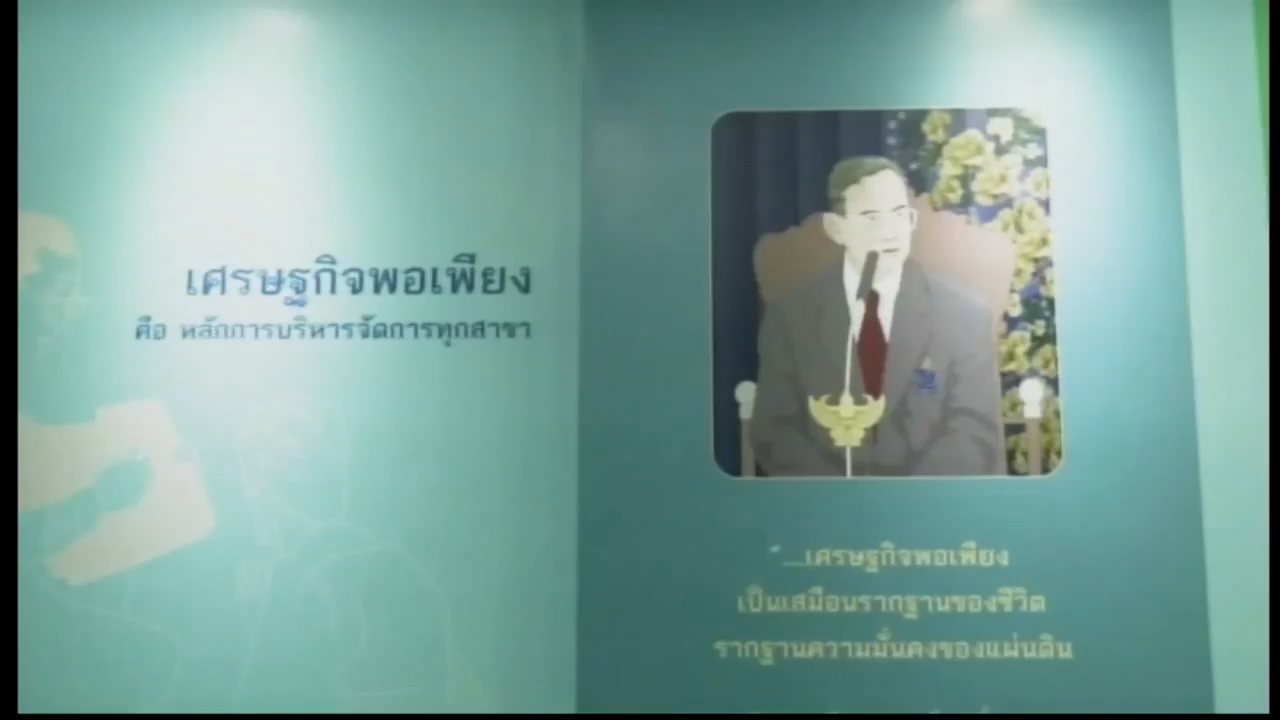 เศรษฐกิจพอเพียง
คือ หลักการบริหารจัดการทุกสาขา
"...เศรษฐกิจพอเพียง
เป็นเสมือนรากฐานของชีวิต
รากฐานความมั่นคงของแผ่นดิน